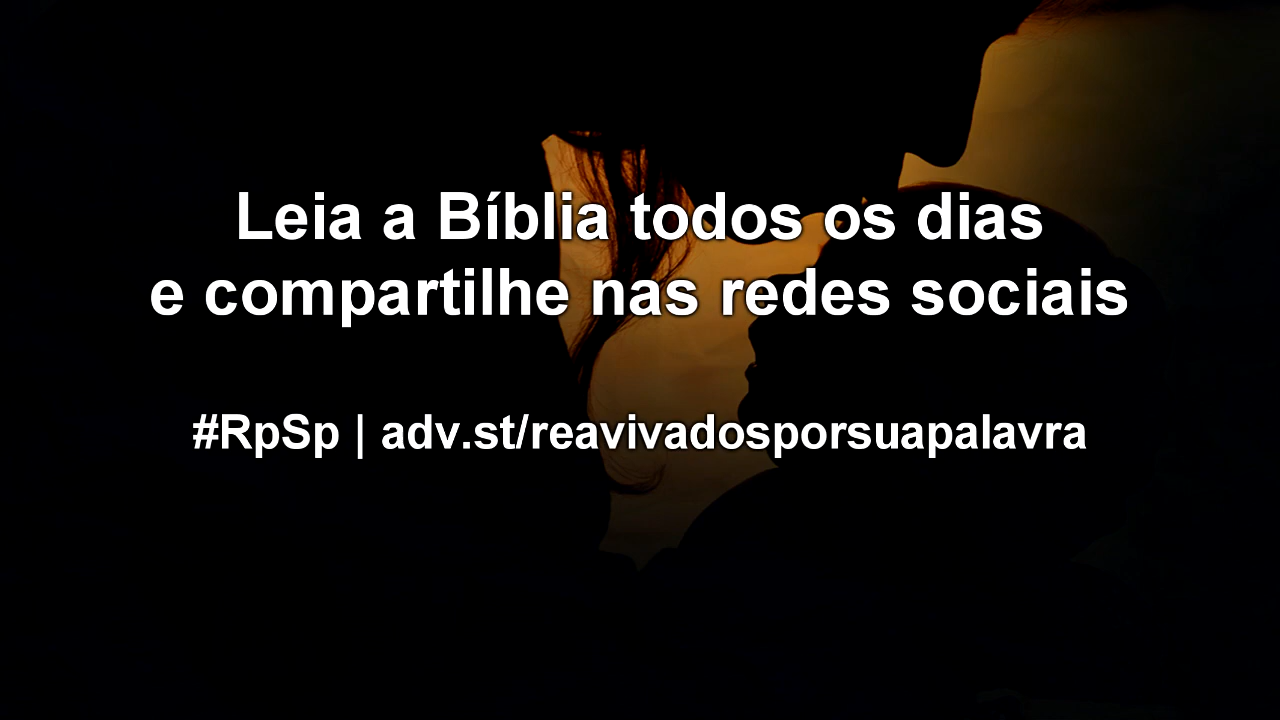 Leia a Bíblia todos os dias
e compartilhe nas redes sociais
#RpSp | adv.st/reavivadosporsuapalavra